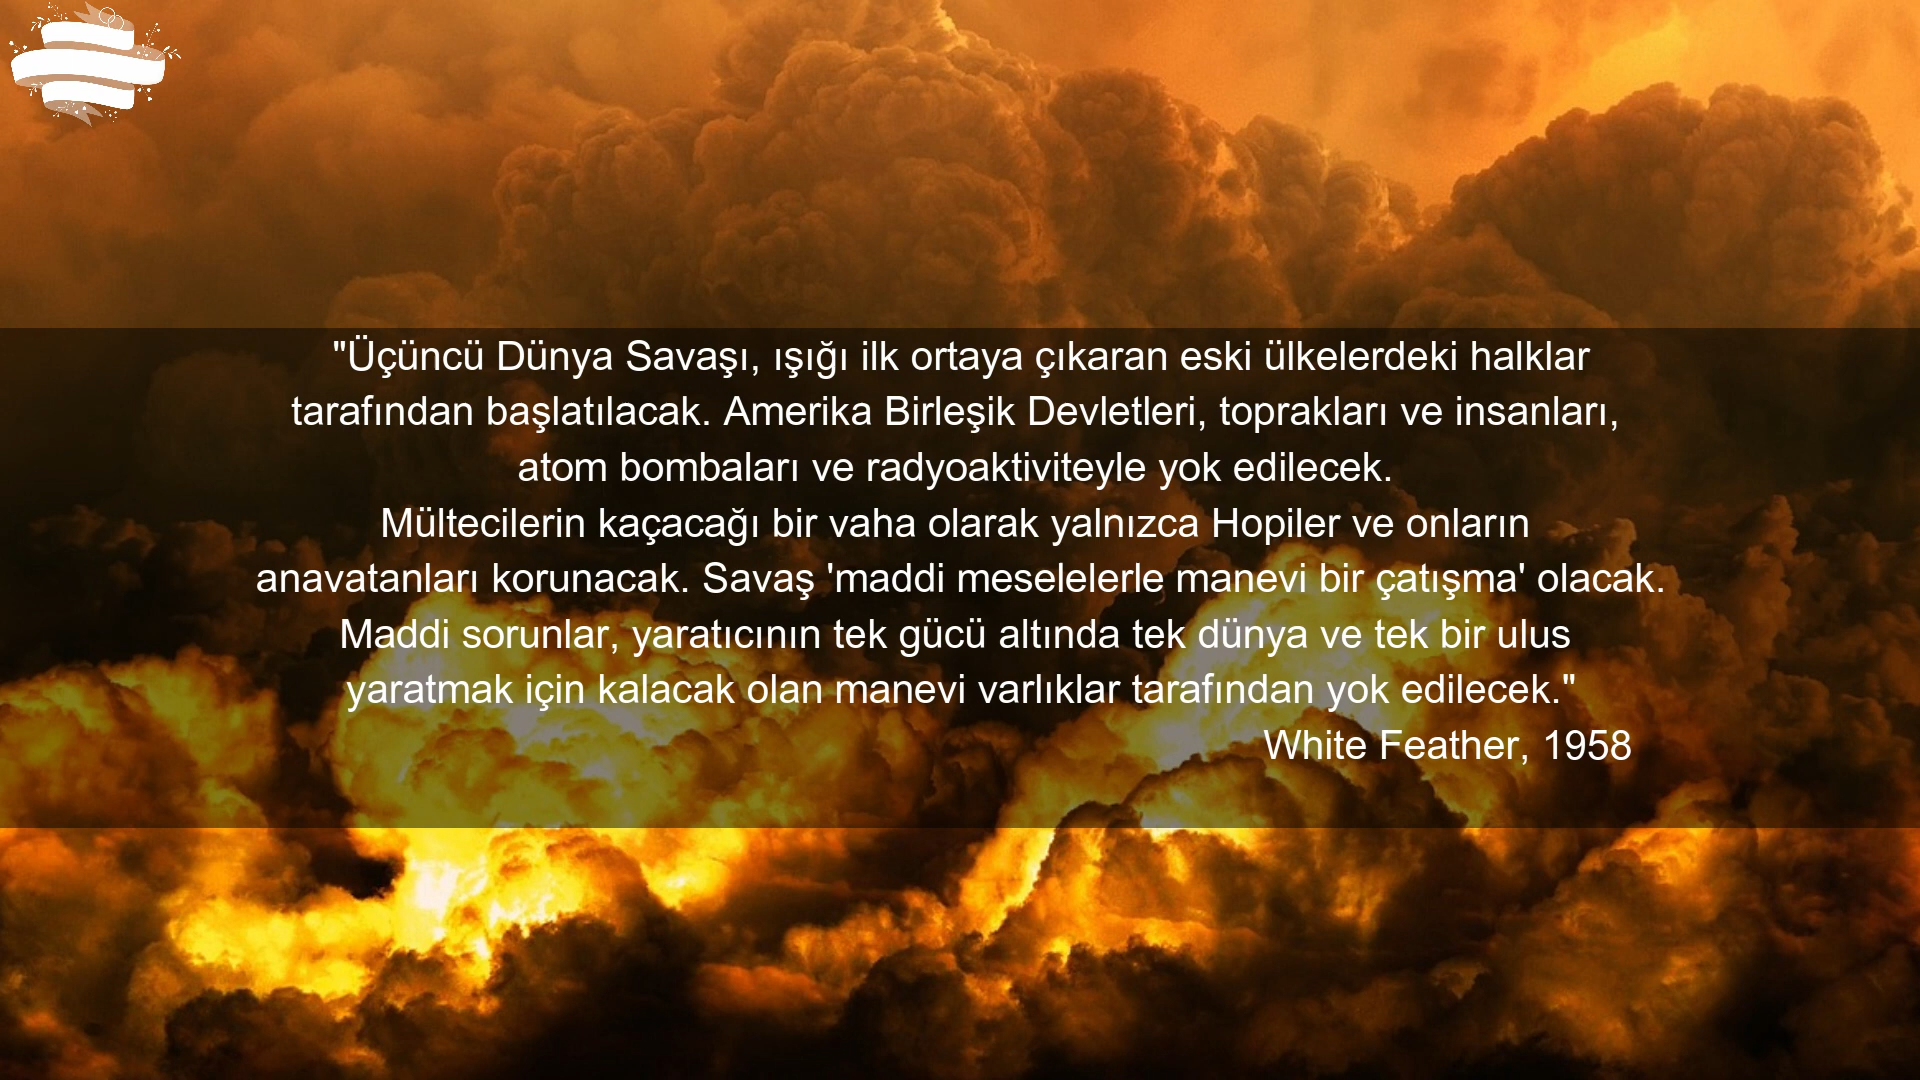 "Üçüncü Dünya Savaşı, ışığı ilk ortaya çıkaran eski ülkelerdeki halklar
tarafından başlatılacak. Amerika Birleşik Devletleri, toprakları ve insanları,
atom bombaları ve radyoaktiviteyle yok edilecek.
Mültecilerin kaçacağı bir vaha olarak yalnızca Hopiler ve onların
anavatanları korunacak. Savaş 'maddi meselelerle manevi bir çatışma' olacak.
Maddi sorunlar, yaratıcının tek gücü altında tek dünya ve tek bir ulus
yaratmak için kalacak olan manevi varlıklar tarafından yok edilecek."
White Feather, 1958